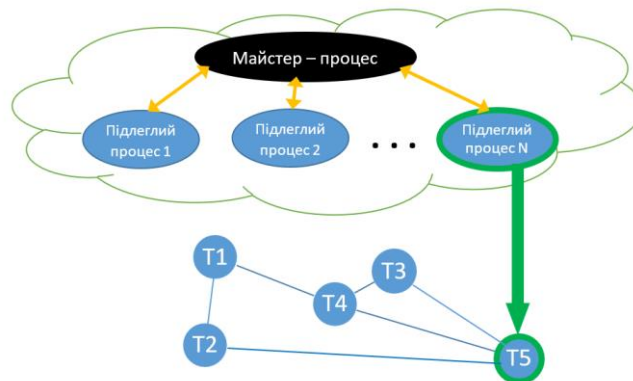 Майстер – процес
Підлеглий
процес 1
Підлеглий
процес 2
. . .
Підлеглий
процес N
T1
T3
T4
T2
T5